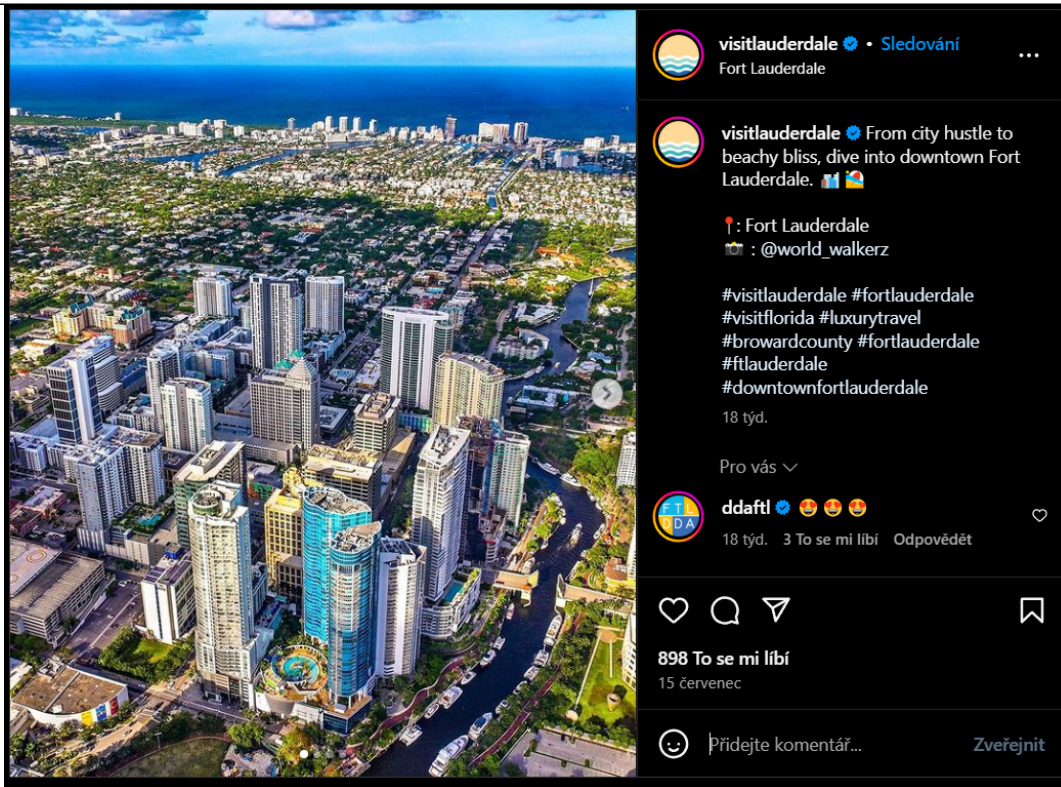 visitlauderdale • Sledování
Fort Lauderdale
visitlauderdale From city hustle to
beachy bliss, dive into downtown Fort
Lauderdale. 🏙️ 🏖️
📍: Fort Lauderdale
📸 : @world_walkerz
#visitlauderdale #fortlauderdale
#visitflorida #luxurytravel
#browardcounty #fortlauderdale
#ftlauderdale
#downtownfortlauderdale
18 týd.
Pro vás
FTL
DDA
ddaftl 😍 😍 😍
18 týd. 3 To se mi líbí Odpovědět
898 To se mi líbí
15 červenec
Přidejte komentář... Zveřejnit